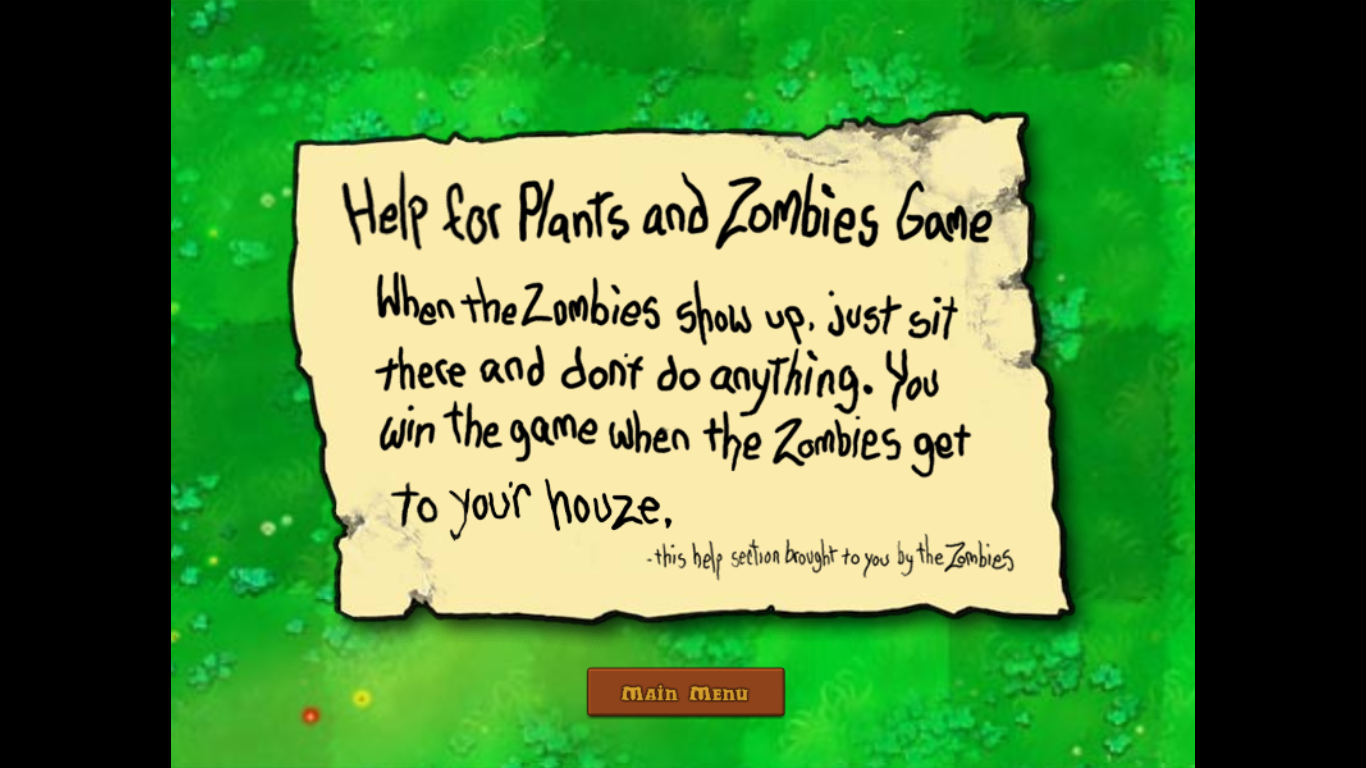 Help for Plants and Zombies Game
When the Zombies show up, just sit
there and don't do anything. You
win the game when the Zombies get
to your houze.
-this help section brought to you by the Zombies
Main Menu